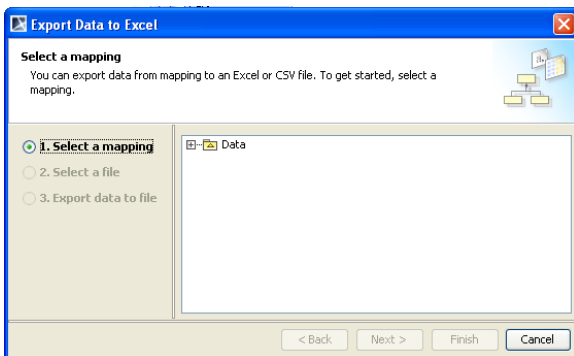 Export Data to Excel
Select a mapping
You can export data from mapping to an Excel or CSV file. To get started, select a
mapping.
1. Select a mapping
Data
2. Select a file
3. Export data to file
< Back
Next >
Finish
Cancel